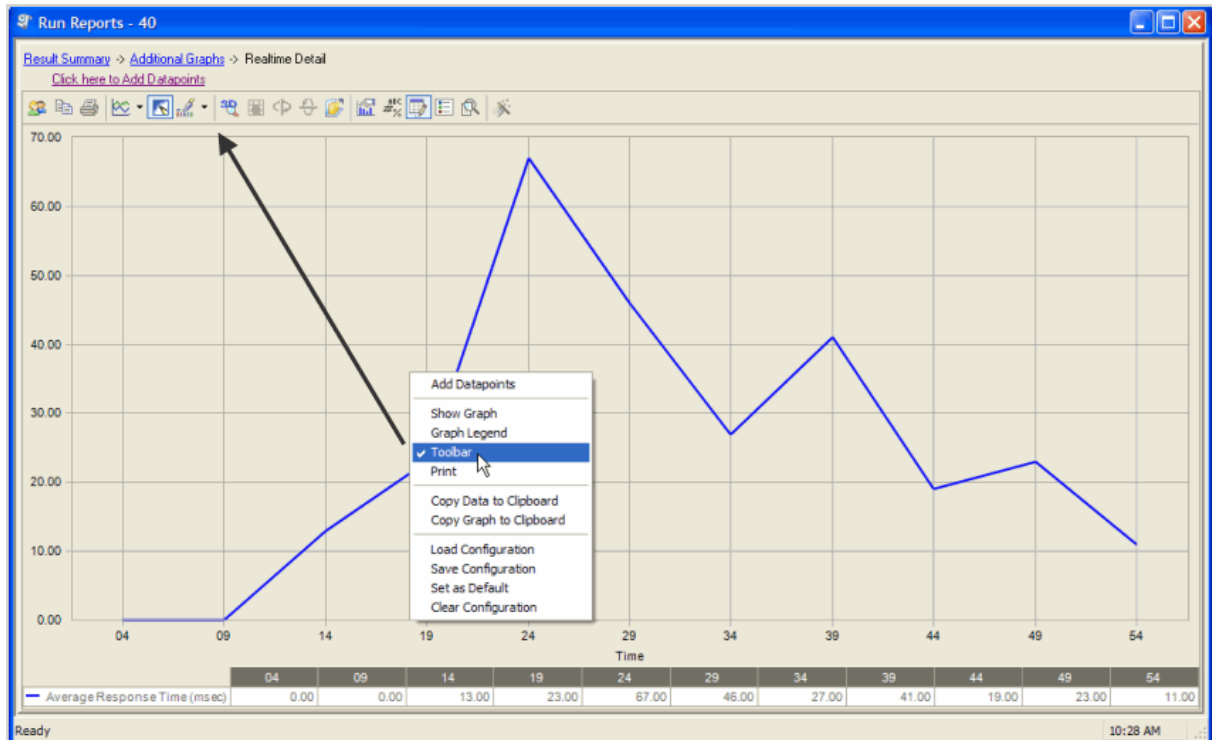 Run Reports - 40
Result Summary -> Additional Graphs -> Realtime Detail
Click here to Add Datapoints
70.00
60.00
50.00
40.00
30.00
20.00
10.00
0.00
Add Datapoints
Show Graph
Graph Legend
Toolbar
Print
Copy Data to Clipboard
Copy Graph to Clipboard
Load Configuration
Save Configuration
Set as Default
Clear Configuration
04 09 14 19 24 29 34 39 44 49 54
Time
04 09 14 19 24 29 34 39 44 49 54
Average Response Time (msec) 0.00 0.00 13.00 23.00 67.00 46.00 27.00 41.00 19.00 23.00 11.00
Ready 10:28 AM